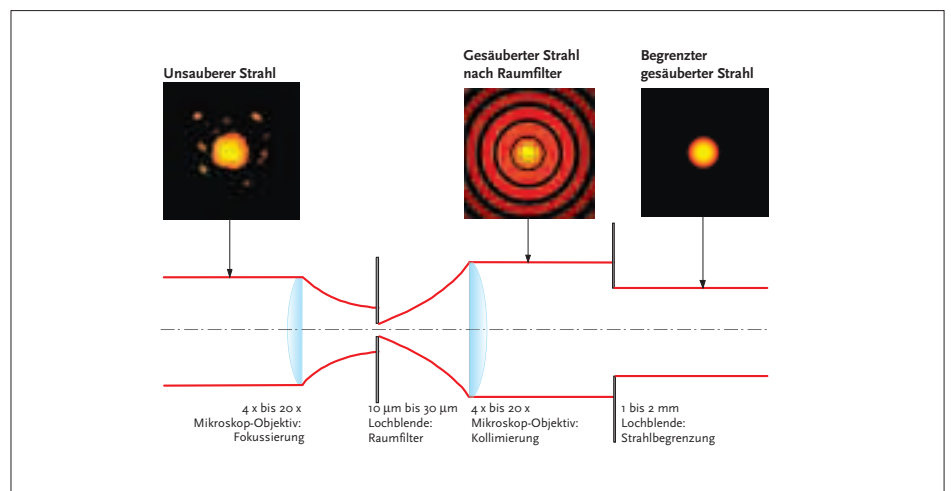 Unsauberer Strahl
Gesäuberter Strahl
nach Raumfilter
Begrenzter
gesäuberter Strahl
4 x bis 20 x
Mikroskop-Objektiv:
Fokussierung
10 µm bis 30 µm
Lochblende:
Raumfilter
4 x bis 20 x
Mikroskop-Objektiv:
Kollimierung
1 bis 2 mm
Lochblende:
Strahlbegrenzung